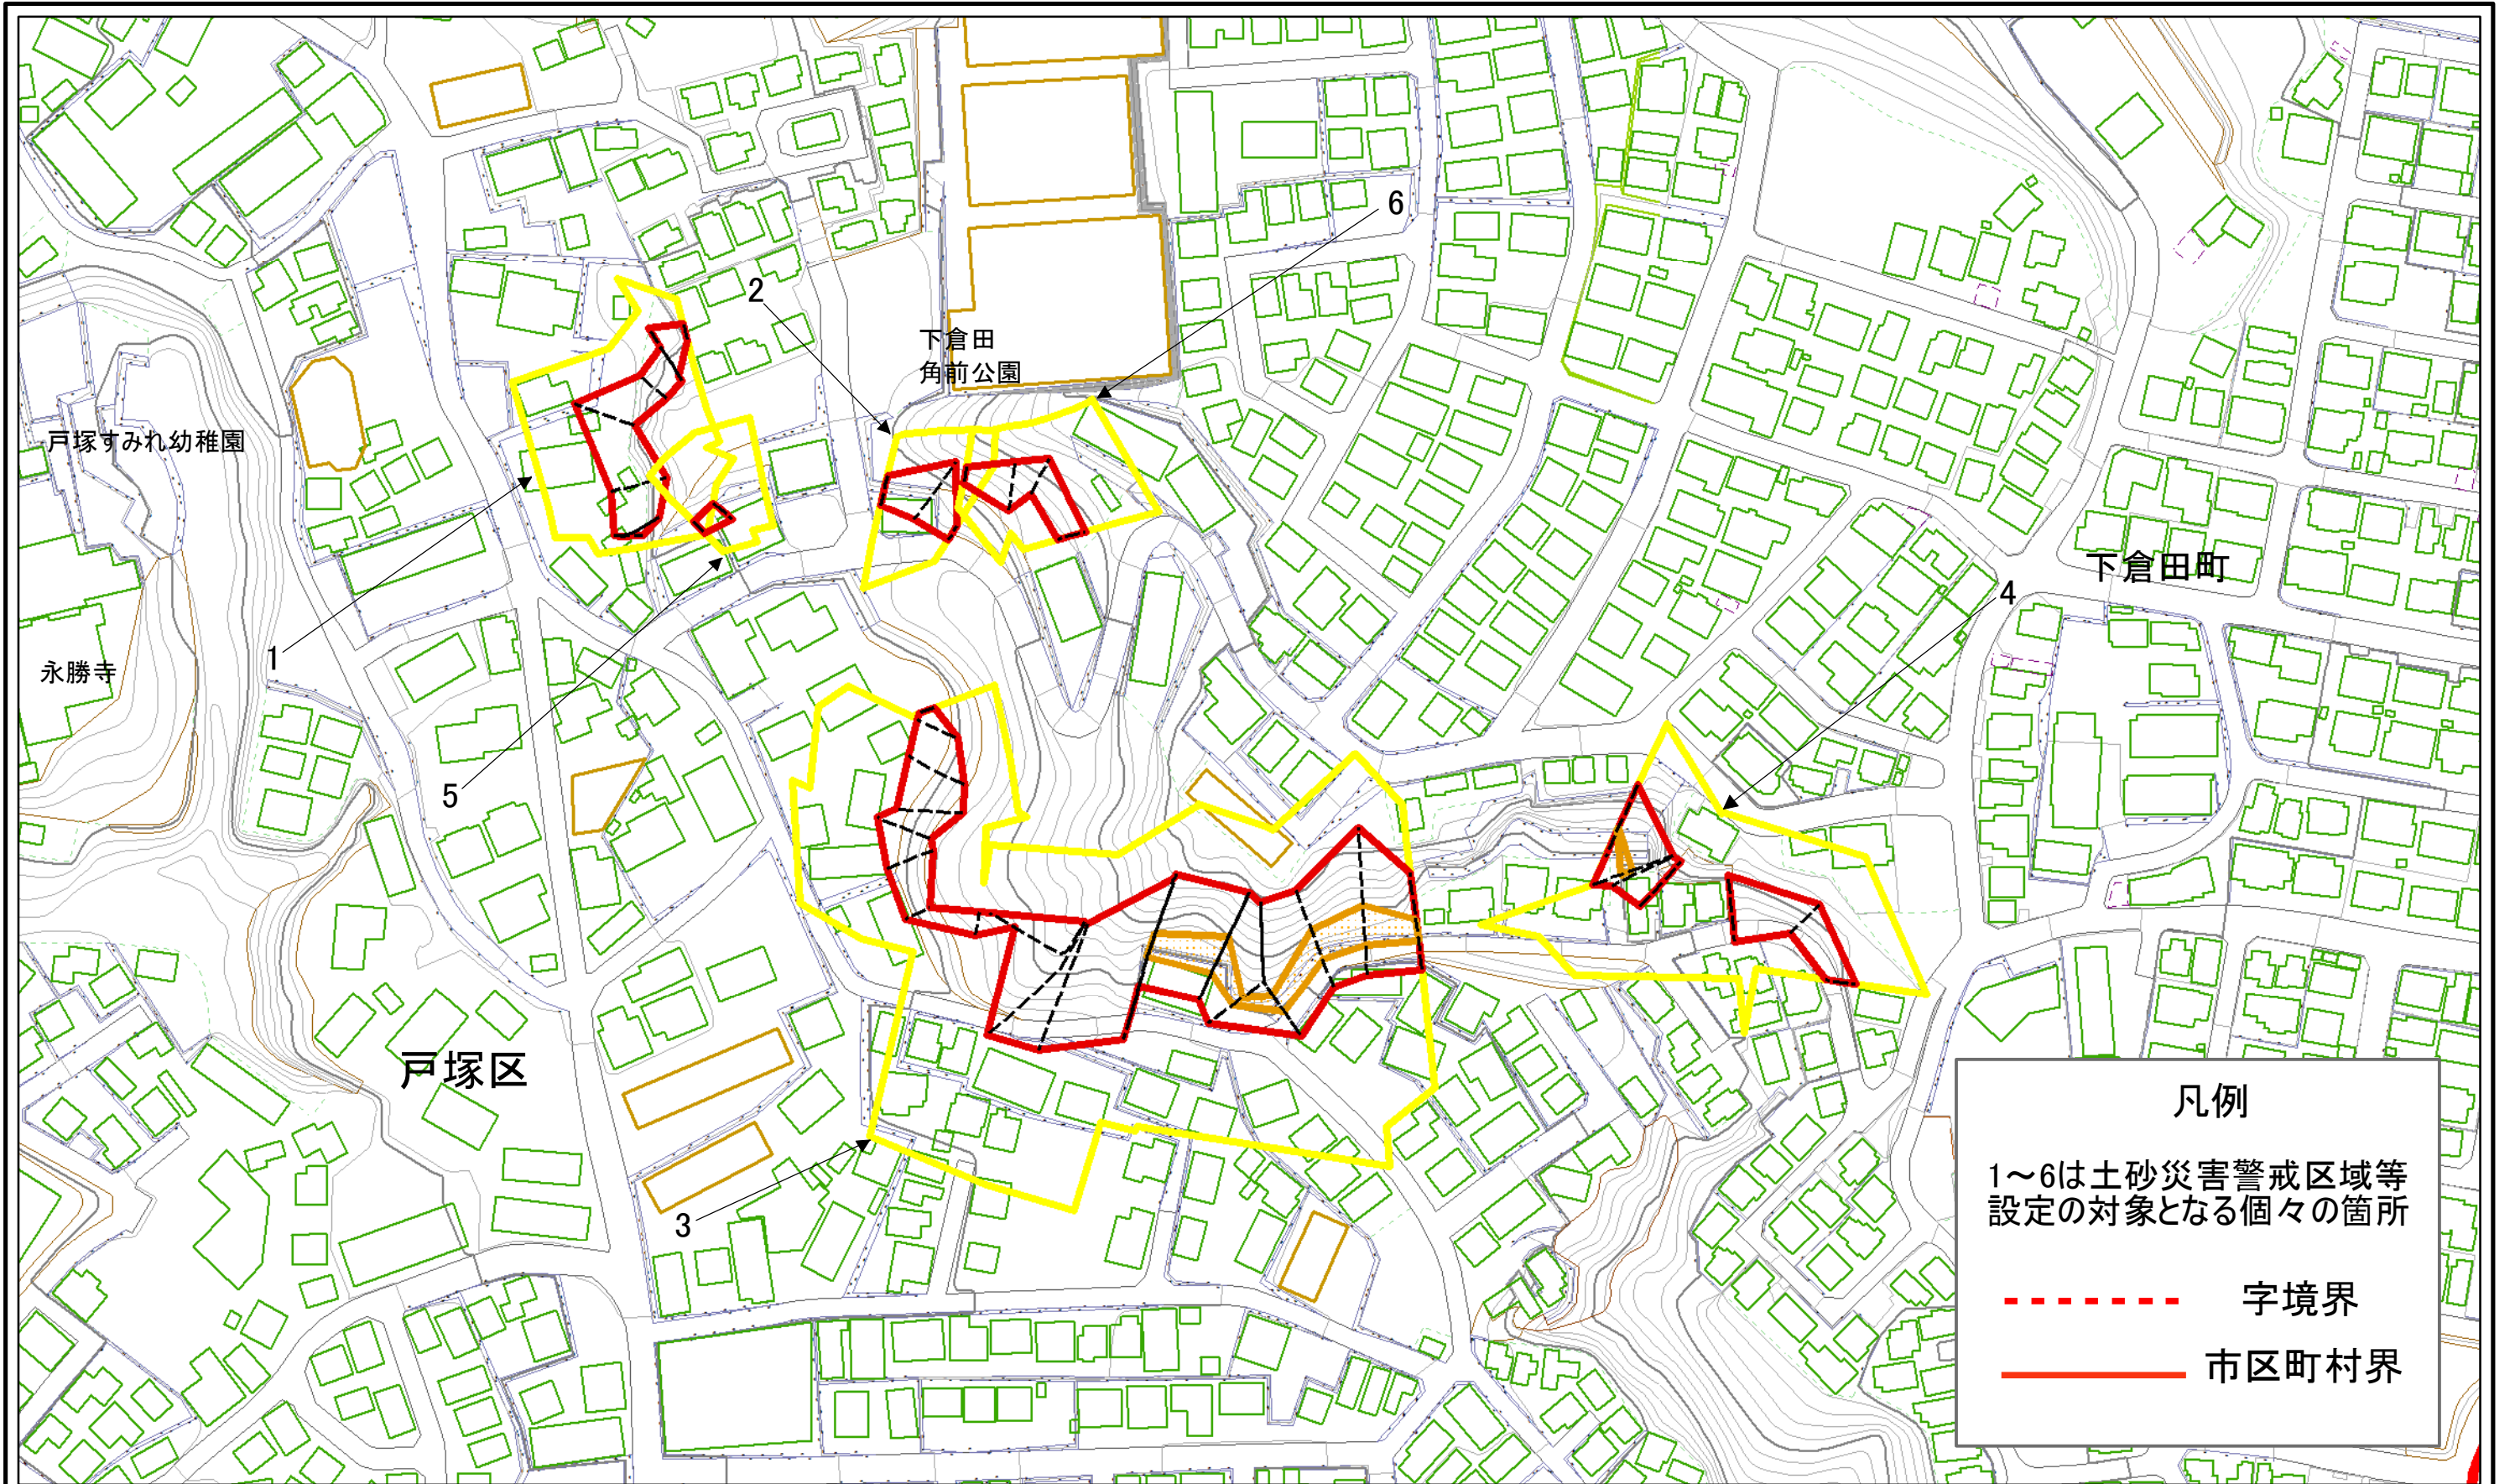 6
2
下倉田
角前公園
戸塚すみれ幼稚園
下倉田町
4
1
永勝寺
5
戸塚区
3
凡例
1～6は土砂災害警戒区域等
設定の対象となる個々の箇所
字境界
市区町村界